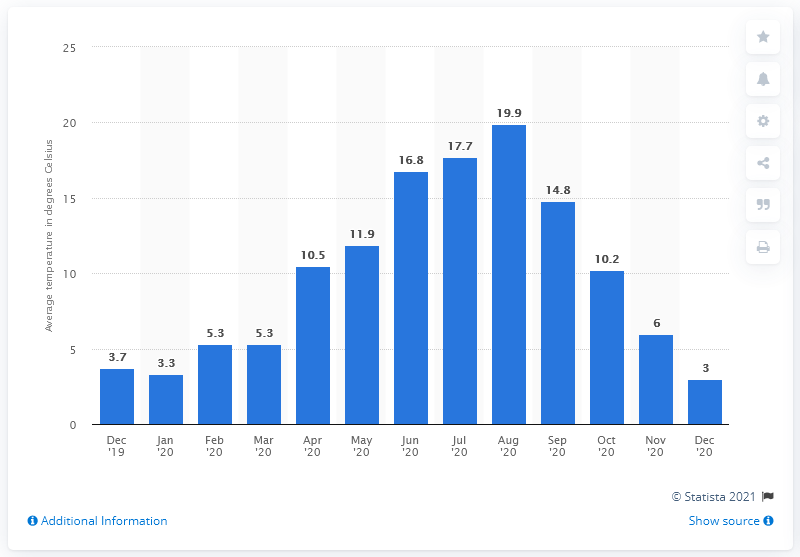 Average temperature in degrees Celsius
25
20
15
10
5
0
3.7
3.3
5.3
5.3
10.5
11.9
16.8
17.7
19.9
14.8
10.2
6
3
Dec '19
Jan '20
Feb '20
Mar '20
Apr '20
May '20
Jun '20
Jul '20
Aug '20
Sep '20
Oct '20
Nov '20
Dec '20
© Statista 2021
Additional Information
Show source